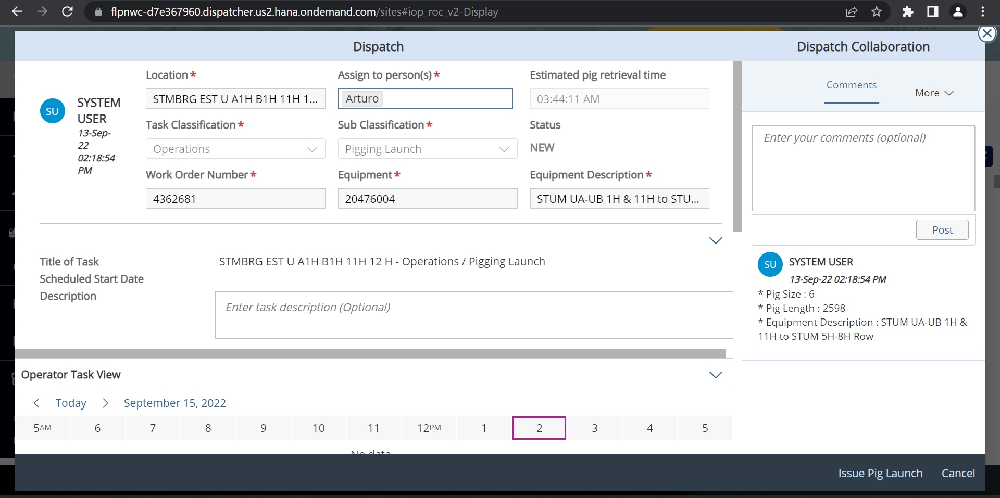 flpnwc-d7e367960.dispatcher.us2.hana.ondemand.com/sites#iop_roc_v2-Display
Dispatch
Dispatch Collaboration
SU
SYSTEM
USER
13-Sep-
22
02:18:54
PM
Location*
Assign to person(s)*
Estimated pig retrieval time
STMBRG EST U A1H B1H 11H 1...
Arturo
03:44:11 AM
Task Classification*
Sub Classification*
Status
Operations
Pigging Launch
NEW
Work Order Number*
Equipment*
Equipment Description*
4362681
20476004
STUM UA-UB 1H & 11H to STU...
Title of Task
STMBRG EST U A1H B1H 11H 12 H - Operations / Pigging Launch
Scheduled Start Date
Description
Enter task description (Optional)
Operator Task View
Today
September 15, 2022
5AM 6 7 8 9 10 11 12PM 1 2 3 4 5
No data
Comments
More
Enter your comments (optional)
Post
SU
SYSTEM USER
13-Sep-22 02:18:54 PM
* Pig Size : 6
* Pig Length : 2598
* Equipment Description : STUM UA-UB 1H &
11H to STUM 5H-8H Row
Issue Pig Launch
Cancel